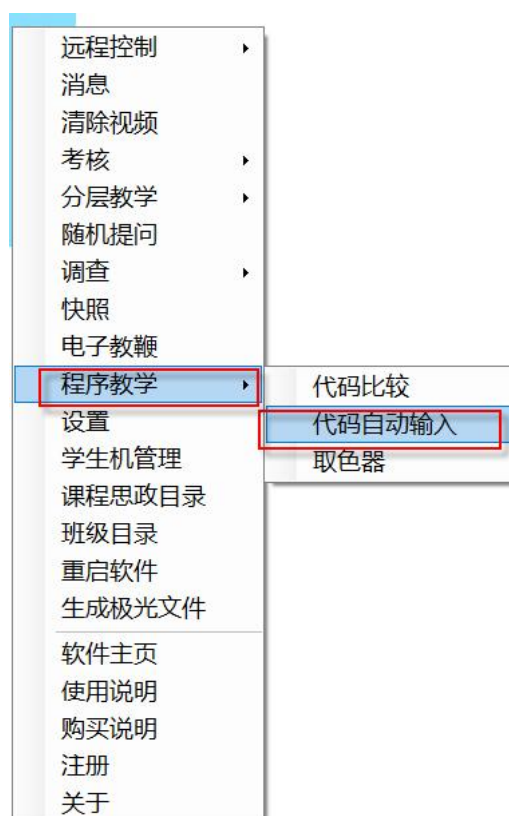 远程控制
消息
清除视频
考核
分层教学
随机提问
调查
快照
电子教鞭
程序教学
代码比较
设置
代码自动输入
学生机管理
取色器
课程思政目录
班级目录
重启软件
生成极光文件
软件主页
使用说明
购买说明
注册
关于